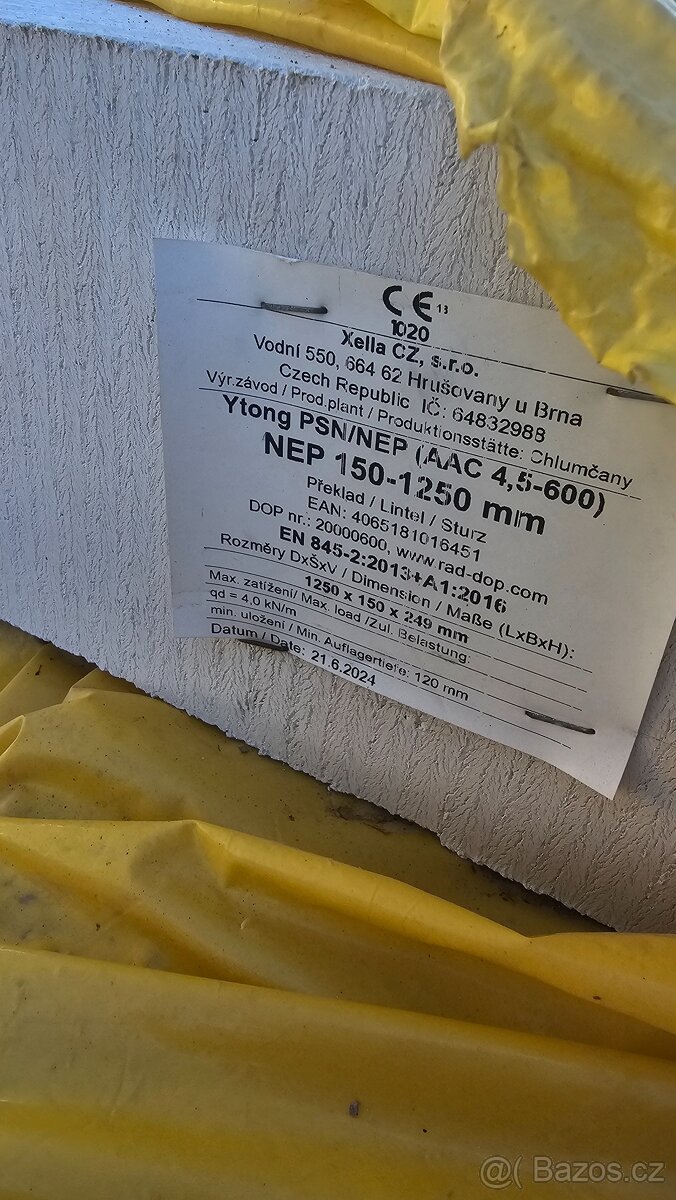 CE 13
1020
Xella CZ, s.r.o.
Vodní 550, 664 62 Hrušovany u Brna
Czech Republic IČ: 64832988
Výr.závod / Prod.plant / Produktionsstätte: Chlumčany
Ytong PSN/NEP (AAC 4,5-600)
NEP 150-1250 mm
Překlad / Lintel / Sturz
EAN: 4065181016451
DOP nr.: 20000600, www.rad-dop.com
EN 845-2:2013+A1:2016
Rozměry DxŠxV / Dimension / Maße (LxBxH):
1250 x 150 x 249 mm
Max. zatížení/ Max. load /Zul. Belastung:
qd = 4,0 kN/m
min. uložení / Min. Auflagertiefe: 120 mm
Datum / Date: 21.6.2024
@( Bazos.cz